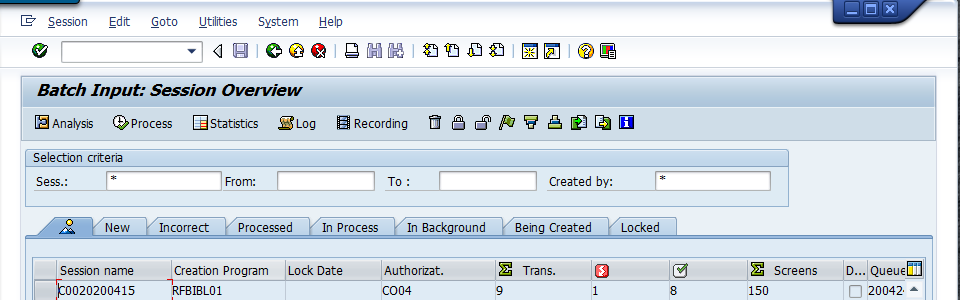 Session Edit Goto Utilities System Help
Batch Input: Session Overview
Analysis Process Statistics Log Recording
Selection criteria
Sess.: * From: To : Created by: *
New Incorrect Processed In Process In Background Being Created Locked
Session name Creation Program Lock Date Authorizat. Trans. Screens D... Queue
C0020200415 RFBIBL01 CO04 9 1 8 150